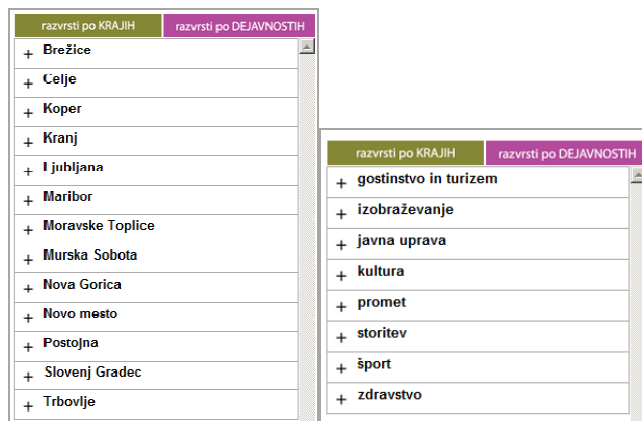 razvrsti po KRAJIH razvrsti po DEJAVNOSTIH
+ Brežice
+ Celje
+ Koper
+ Kranj
+ Ljubljana
+ Maribor
+ Moravske Toplice
+ Murska Sobota
+ Nova Gorica
+ Novo mesto
+ Postojna
+ Slovenj Gradec
+ Trbovlje
razvrsti po KRAJIH razvrsti po DEJAVNOSTIH
+ gostinstvo in turizem
+ izobraževanje
+ javna uprava
+ kultura
+ promet
+ storitev
+ šport
+ zdravstvo